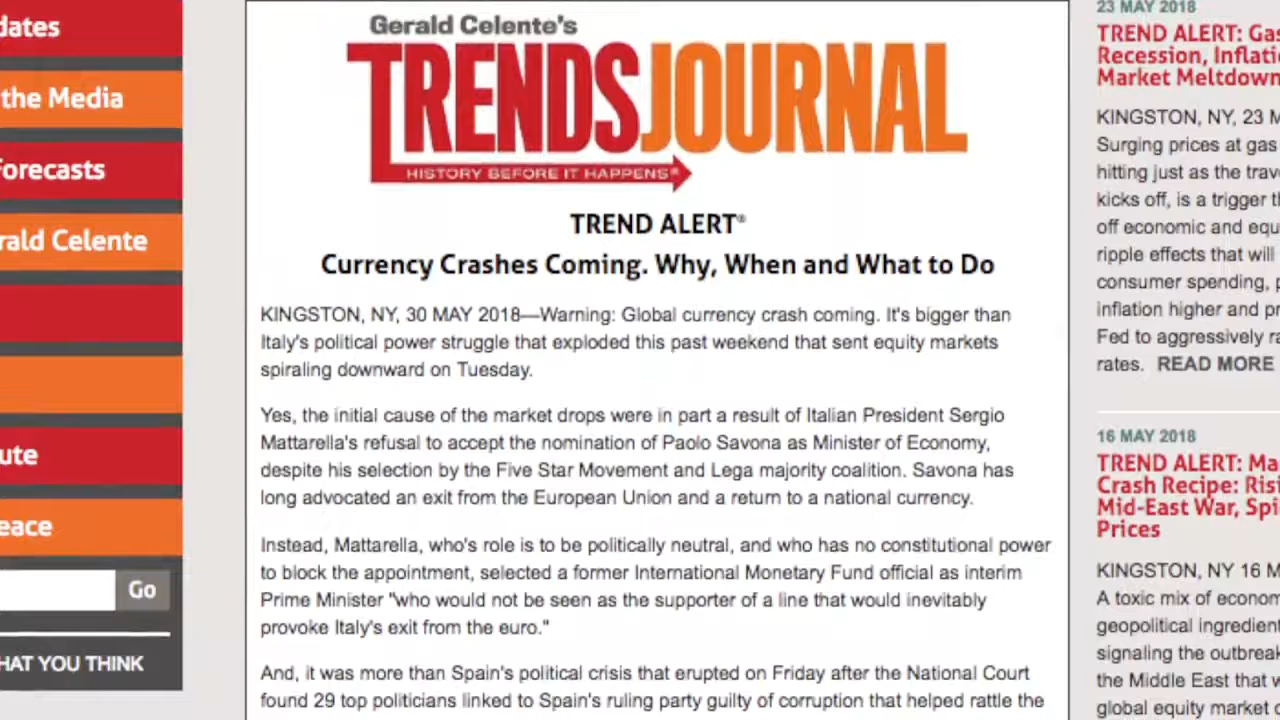 dates
the Media
Forecasts
rald Celente
ute
eace
Go
HAT YOU THINK
Gerald Celente's
TRENDSJOURNAL
HISTORY BEFORE IT HAPPENS®
TREND ALERT®
Currency Crashes Coming. Why, When and What to Do
KINGSTON, NY, 30 MAY 2018—Warning: Global currency crash coming. It's bigger than
Italy's political power struggle that exploded this past weekend that sent equity markets
spiraling downward on Tuesday.
Yes, the initial cause of the market drops were in part a result of Italian President Sergio
Mattarella's refusal to accept the nomination of Paolo Savona as Minister of Economy,
despite his selection by the Five Star Movement and Lega majority coalition. Savona has
long advocated an exit from the European Union and a return to a national currency.
Instead, Mattarella, who's role is to be politically neutral, and who has no constitutional power
to block the appointment, selected a former International Monetary Fund official as interim
Prime Minister "who would not be seen as the supporter of a line that would inevitably
provoke Italy's exit from the euro."
And, it was more than Spain's political crisis that erupted on Friday after the National Court
found 29 top politicians linked to Spain's ruling party guilty of corruption that helped rattle the
23 MAY 2018
TREND ALERT: Gas
Recession, Inflati
Market Meltdown
KINGSTON, NY, 23 M
Surging prices at gas
hitting just as the trav
kicks off, is a trigger t
off economic and equ
ripple effects that will
consumer spending, p
inflation higher and pr
Fed to aggressively ra
rates. READ MORE
16 MAY 2018
TREND ALERT: Ma
Crash Recipe: Risi
Mid-East War, Spi
Prices
KINGSTON, NY 16 M
A toxic mix of econom
geopolitical ingredient
signaling the outbreak
the Middle East that w
global equity market c